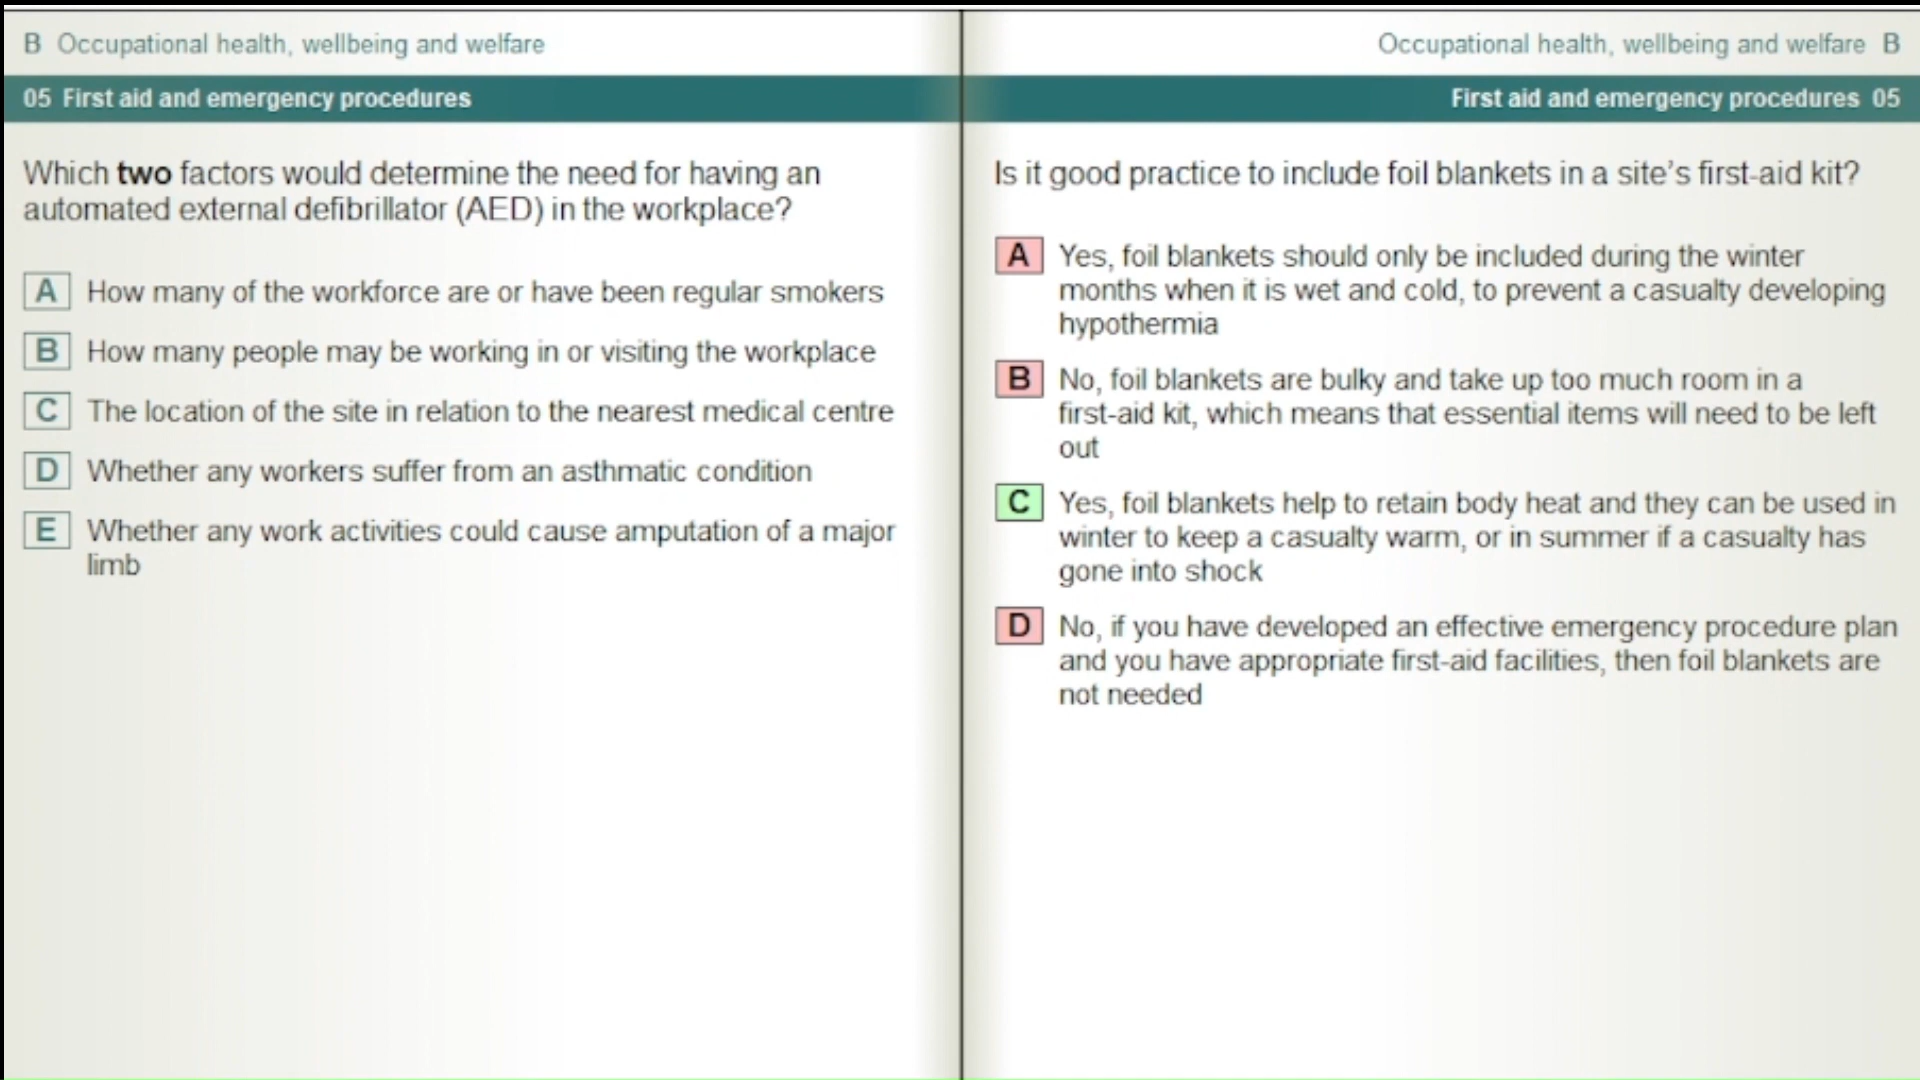 B Occupational health, wellbeing and welfare
05 First aid and emergency procedures
Which two factors would determine the need for having an
automated external defibrillator (AED) in the workplace?
A How many of the workforce are or have been regular smokers
B How many people may be working in or visiting the workplace
C The location of the site in relation to the nearest medical centre
D Whether any workers suffer from an asthmatic condition
E Whether any work activities could cause amputation of a major
limb
Occupational health, wellbeing and welfare B
First aid and emergency procedures 05
Is it good practice to include foil blankets in a site's first-aid kit?
A Yes, foil blankets should only be included during the winter
months when it is wet and cold, to prevent a casualty developing
hypothermia
B No, foil blankets are bulky and take up too much room in a
first-aid kit, which means that essential items will need to be left
out
C Yes, foil blankets help to retain body heat and they can be used in
winter to keep a casualty warm, or in summer if a casualty has
gone into shock
D No, if you have developed an effective emergency procedure plan
and you have appropriate first-aid facilities, then foil blankets are
not needed